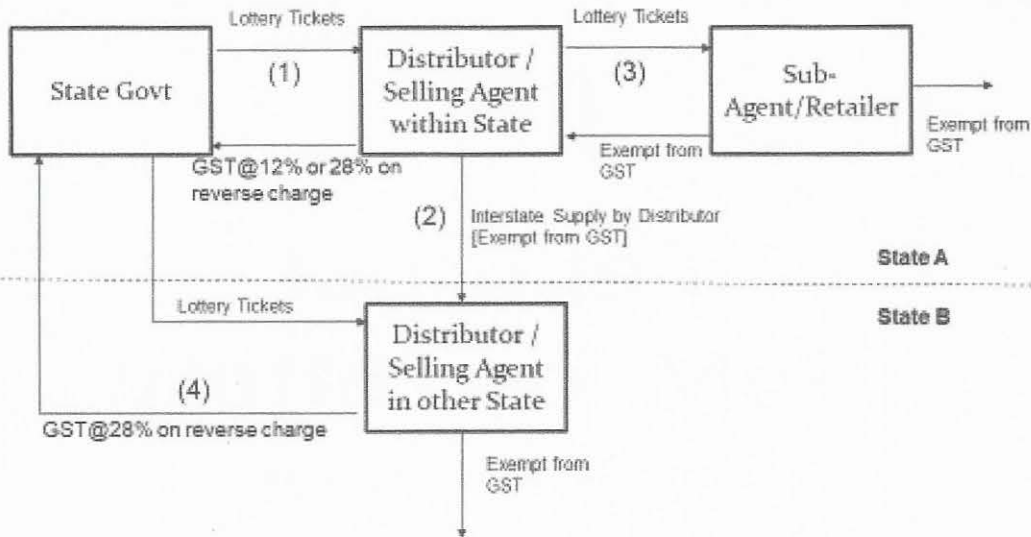 Lottery Tickets
Lottery Tickets
State Govt
(1)
Distributor /
Selling Agent
within State
(3)
Sub-
Agent/Retailer
GST@12% or 28% on
reverse charge
Exempt from
GST
Exempt from
GST
(2)
Interstate Supply by Distributor
[Exempt from GST]
State A
State B
Lottery Tickets
Distributor /
Selling Agent
in other State
(4)
GST@28% on reverse charge
Exempt from
GST